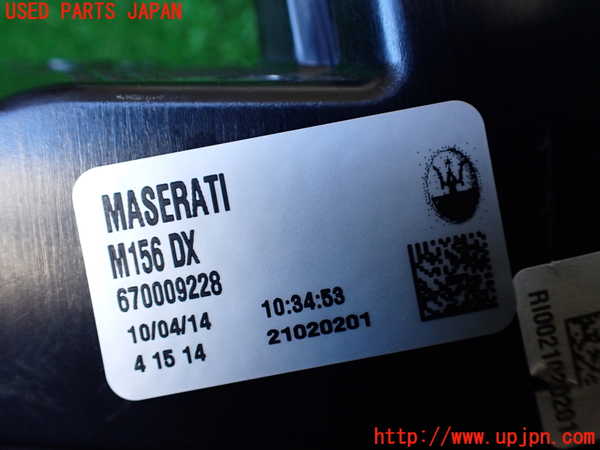 USED PARTS JAPAN
MASERATI
M156 DX
670009228
10/04/14
10:34:53
4 15 14
21020201
http://www.upjpn.com/